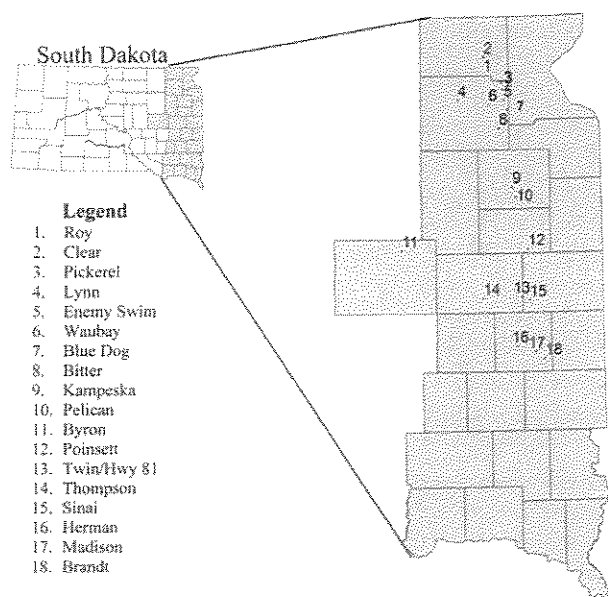 South Dakota
Legend
1. Roy
2. Clear
3. Pickerel
4. Lynn
5. Enemy Swim
6. Waubay
7. Blue Dog
8. Bitter
9. Kampeska
10. Pelican
11. Byron
12. Poinsett
13. Twin/Hwy 81
14. Thompson
15. Sinai
16. Herman
17. Madison
18. Brandt
2
1
3
5
4
6
7
8
9
10
11
12
14 13 15
16 17 18